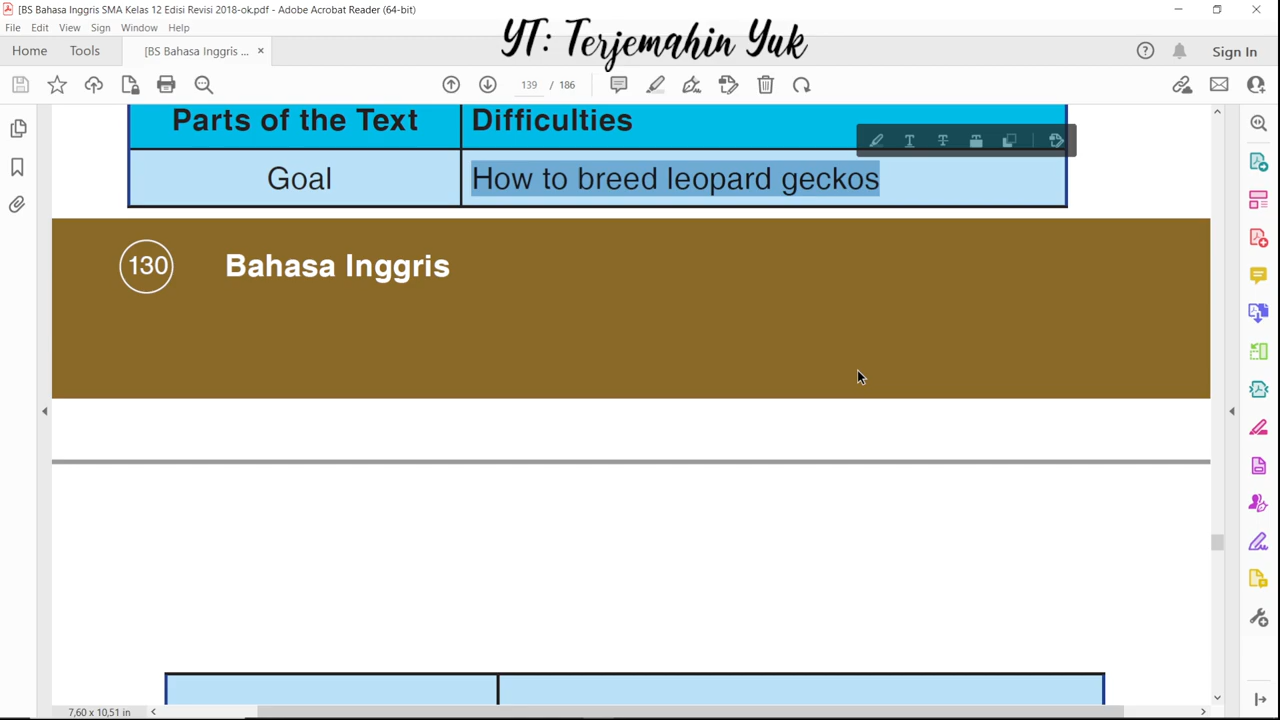 [BS Bahasa Inggris SMA Kelas 12 Edisi Revisi 2018-ok.pdf - Adobe Acrobat Reader (64-bit)
File Edit View Sign Window Help
YT: Terjemahin Yuk
Home Tools [BS Bahasa Inggris ... × Sign In
139 / 186
Parts of the Text Difficulties
Goal How to breed leopard geckos
130 Bahasa Inggris
7,60 x 10,51 in